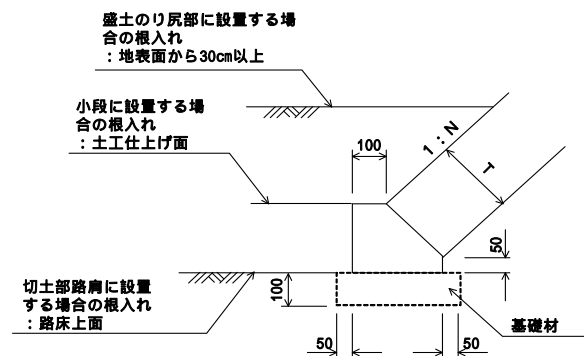 盛土のり尻部に設置する場
合の根入れ
：地表面から30cm以上
小段に設置する場
合の根入れ
：土工仕上げ面
100
1：N
T
50
切土部路肩に設置
する場合の根入れ
：路床上面
100
基礎材
50
50